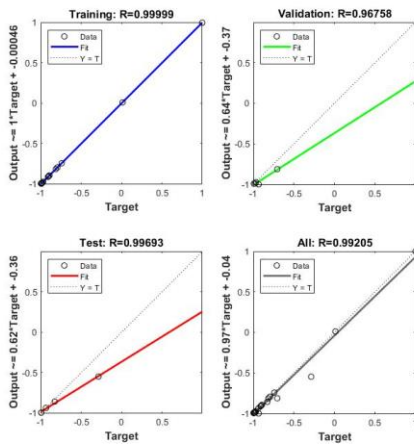 Training: R=0.99999
Output ~= 1*Target + -0.00046
1
0.5
0
-0.5
-1
Data
Fit
Y = T
-1
-0.5
0
0.5
1
Target
Validation: R=0.96758
Output ~= 0.64*Target + -0.37
1
0.5
0
-0.5
-1
Data
Fit
Y = T
-1
-0.5
0
0.5
Target
Test: R=0.99693
Output ~= 0.62*Target + -0.36
0.5
0
-0.5
-1
Data
Fit
Y = T
-1
-0.5
0
0.5
Target
All: R=0.99205
Output ~= 0.97*Target + -0.04
1
0.5
0
-0.5
-1
Data
Fit
Y = T
-1
-0.5
0
0.5
1
Target